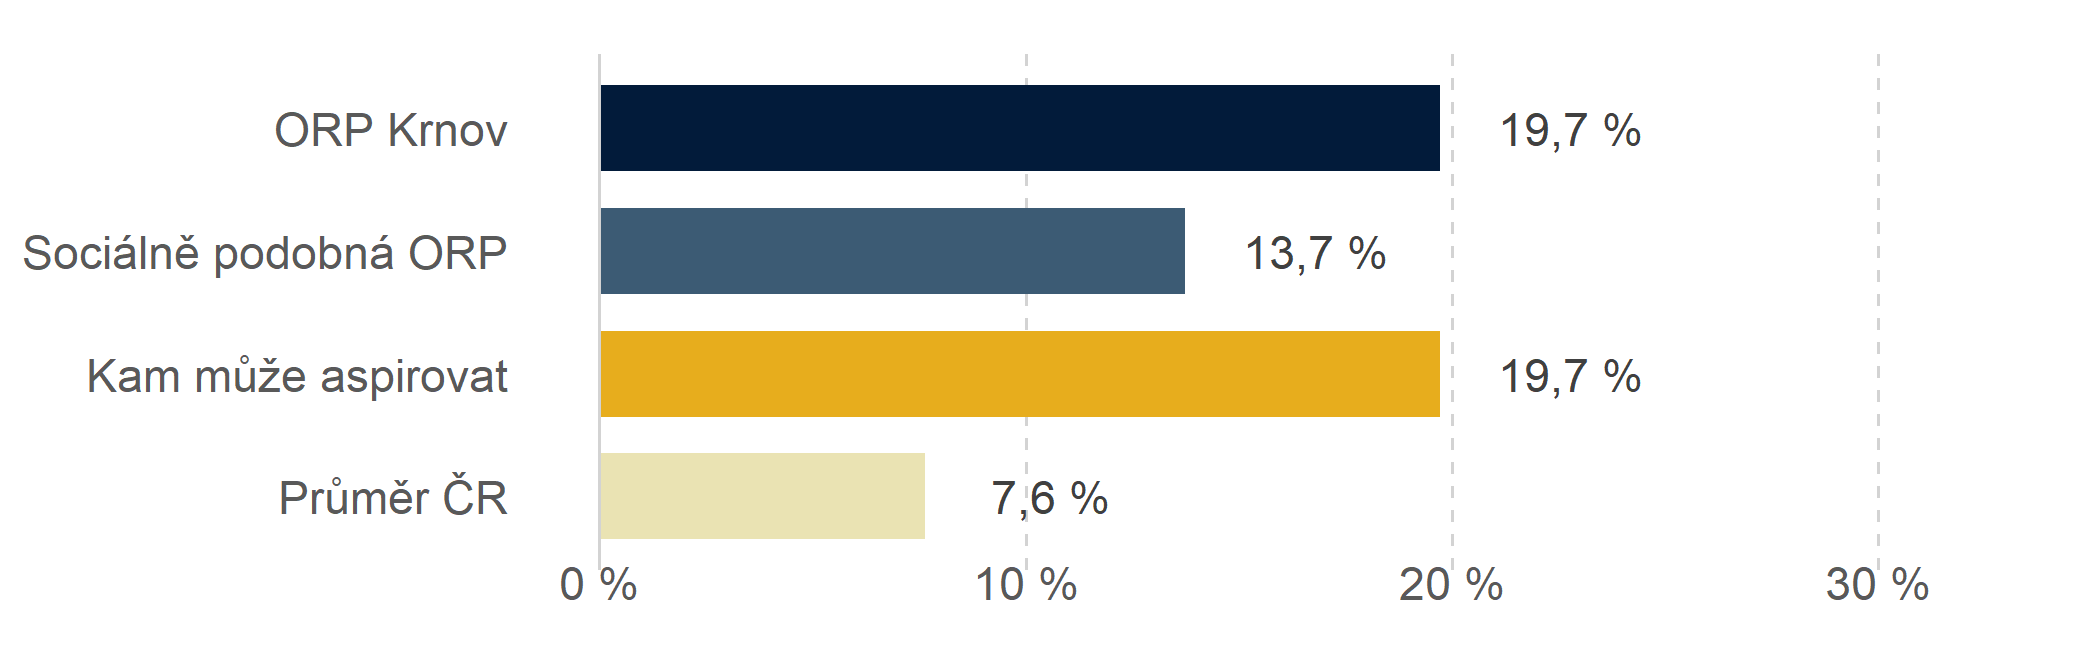 ORP Krnov 19,7 %
Sociálně podobná ORP 13,7 %
Kam může aspirovat 19,7 %
Průměr ČR 7,6 %
0 % 10 % 20 % 30 %